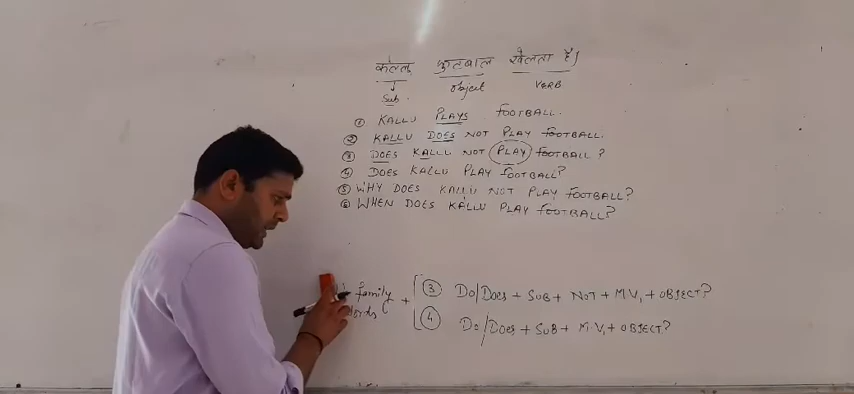 कल्लू फुटबाल खेलता है।
Sub. object VERB
① KALLU PLAYS FOOTBALL.
② KALLU DOES NOT PLAY FOOTBALL.
③ DOES KALLU NOT PLAY FOOTBALL?
④ DOES KALLU PLAY FOOTBALL?
⑤ WHY DOES KALLU NOT PLAY FOOTBALL?
⑥ WHEN DOES KALLU PLAY FOOTBALL?
family + ③ DO/DOES + SUB + NOT + M.V₁ + OBJECT?
④ DO/DOES + SUB + M.V₁ + OBJECT?